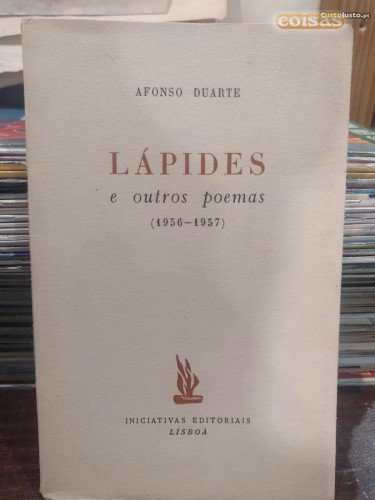 coisas
CustoJusto.pt
AFONSO DUARTE
LÁPIDES
e outros poemas
(1956-1957)
INICIATIVAS EDITORIAIS
LISBOA